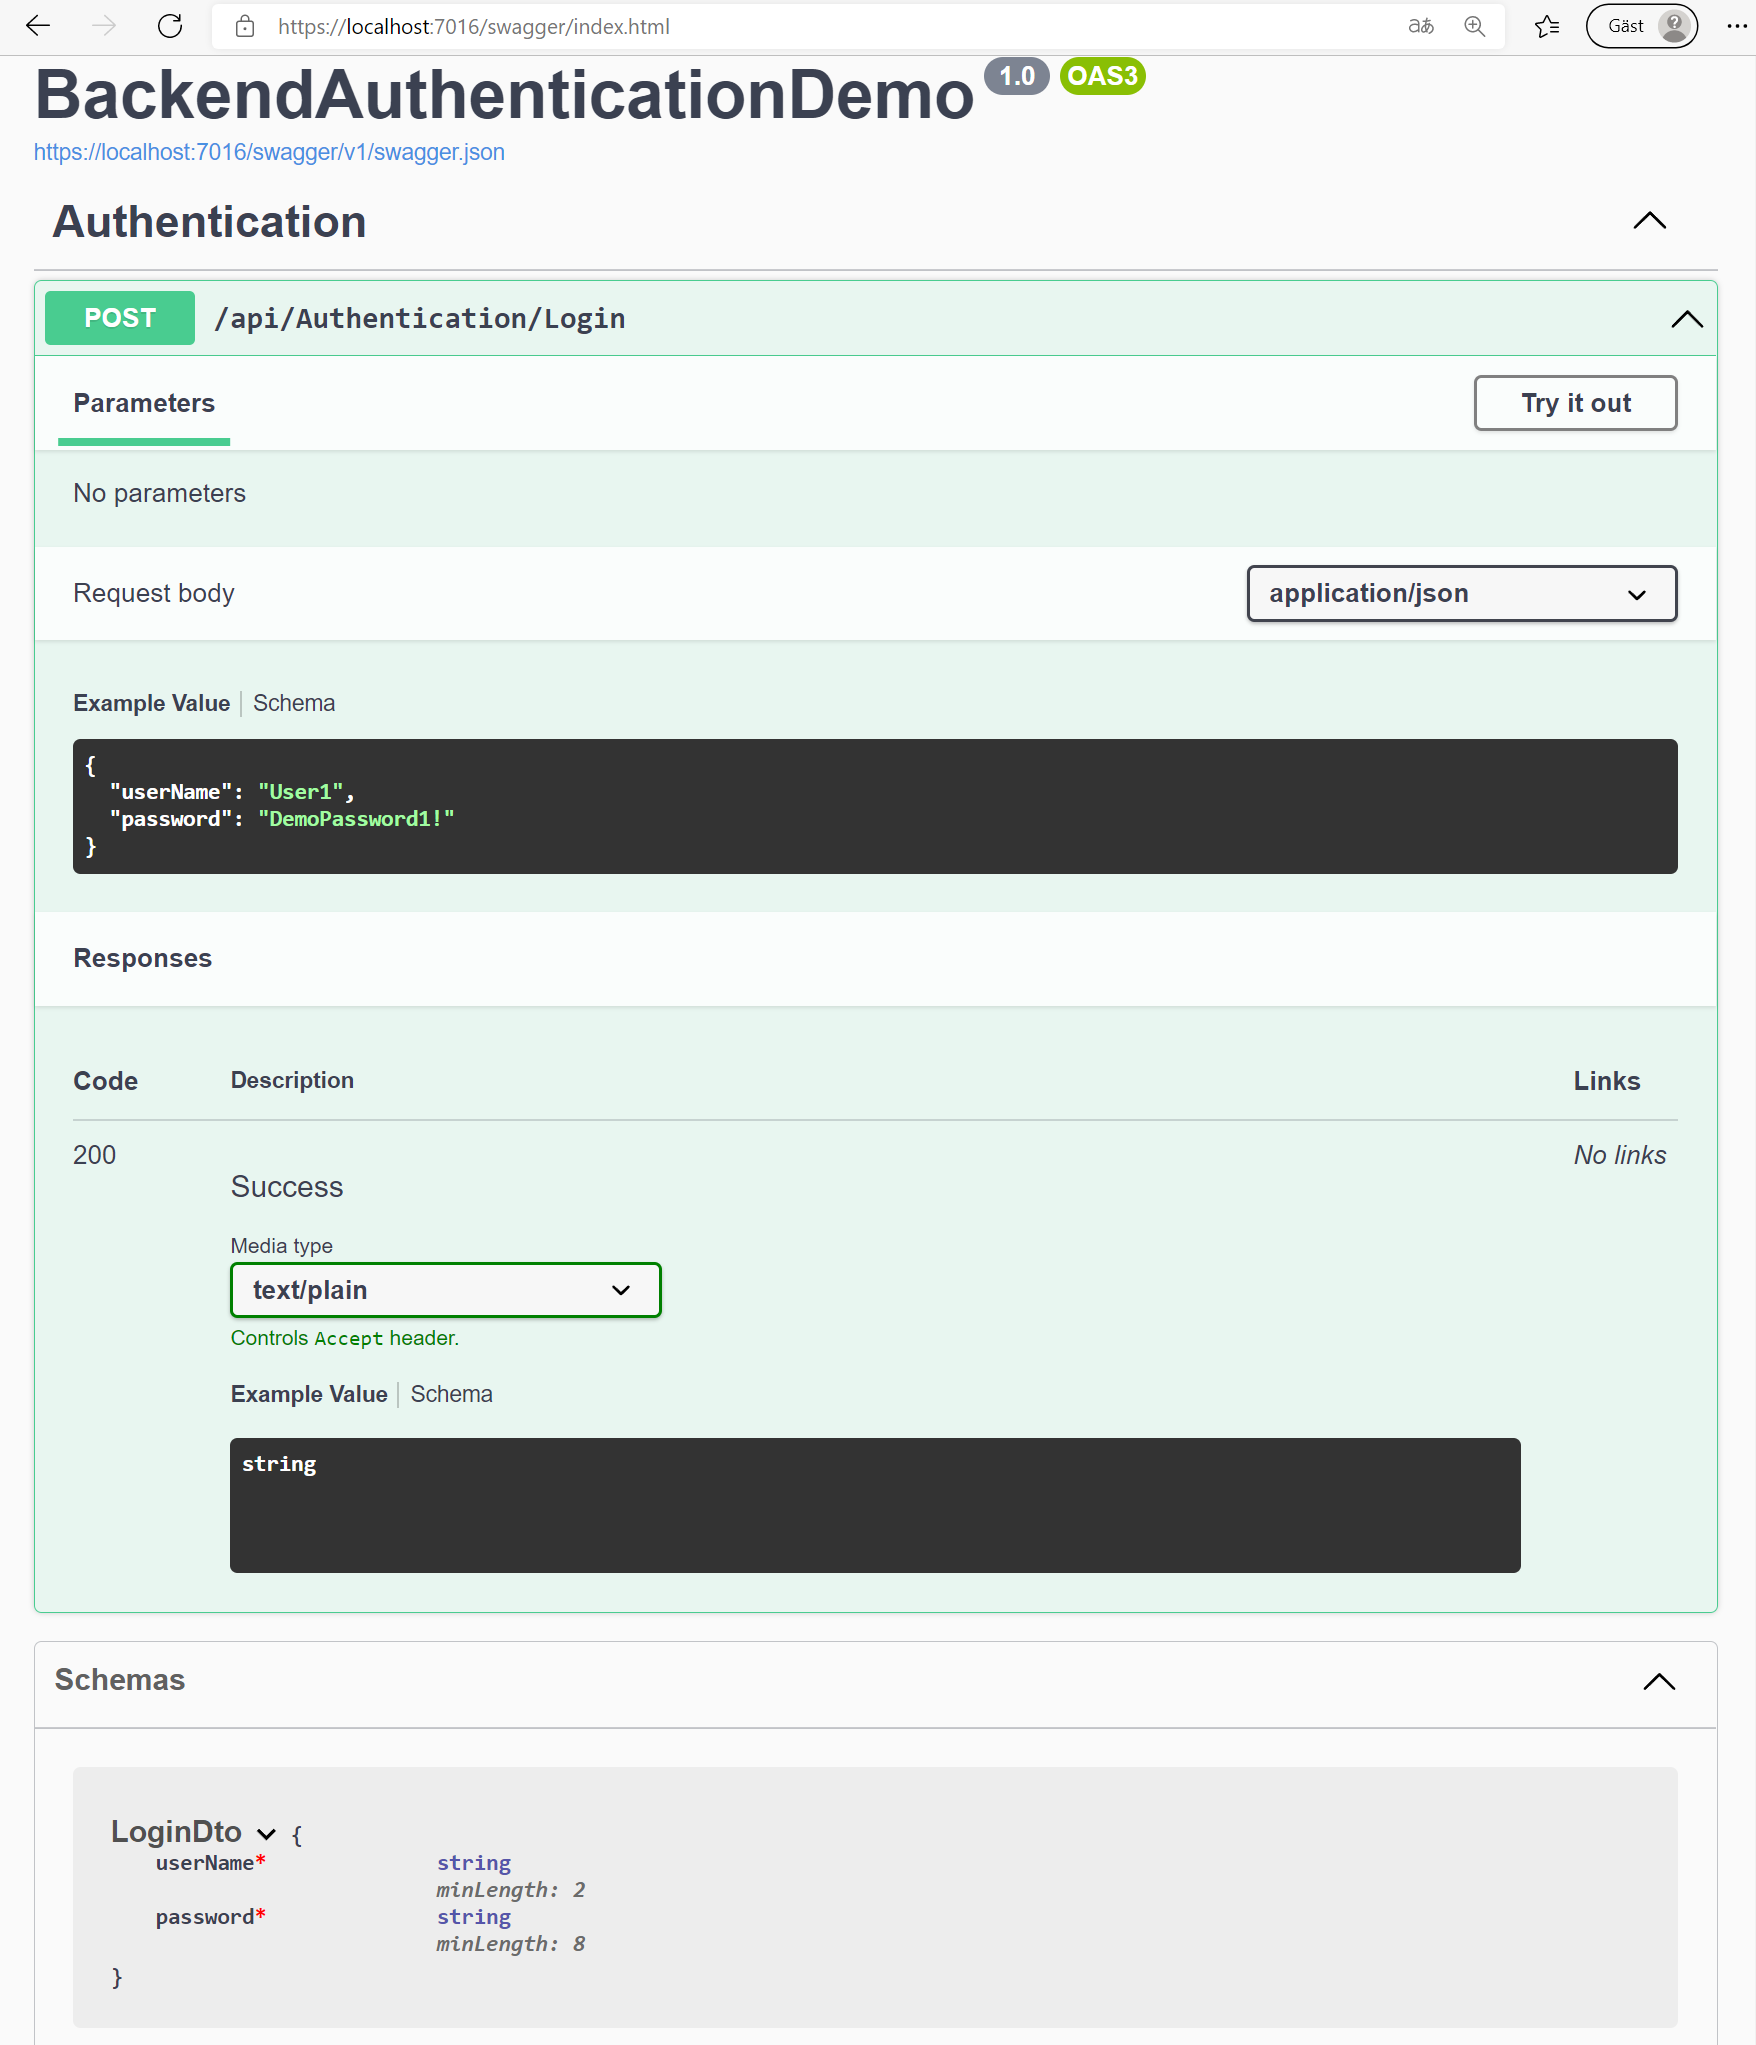 https://localhost:7016/swagger/index.html
aあ
Gäst
BackendAuthenticationDemo 1.0 OAS3
https://localhost:7016/swagger/v1/swagger.json
Authentication
POST /api/Authentication/Login
Parameters
Try it out
No parameters
Request body
application/json
Example Value | Schema
{
"userName": "User1",
"password": "DemoPassword1!"
}
Responses
Code Description Links
200 No links
Success
Media type
text/plain
Controls Accept header.
Example Value | Schema
string
Schemas
LoginDto {
userName* string
minLength: 2
password* string
minLength: 8
}